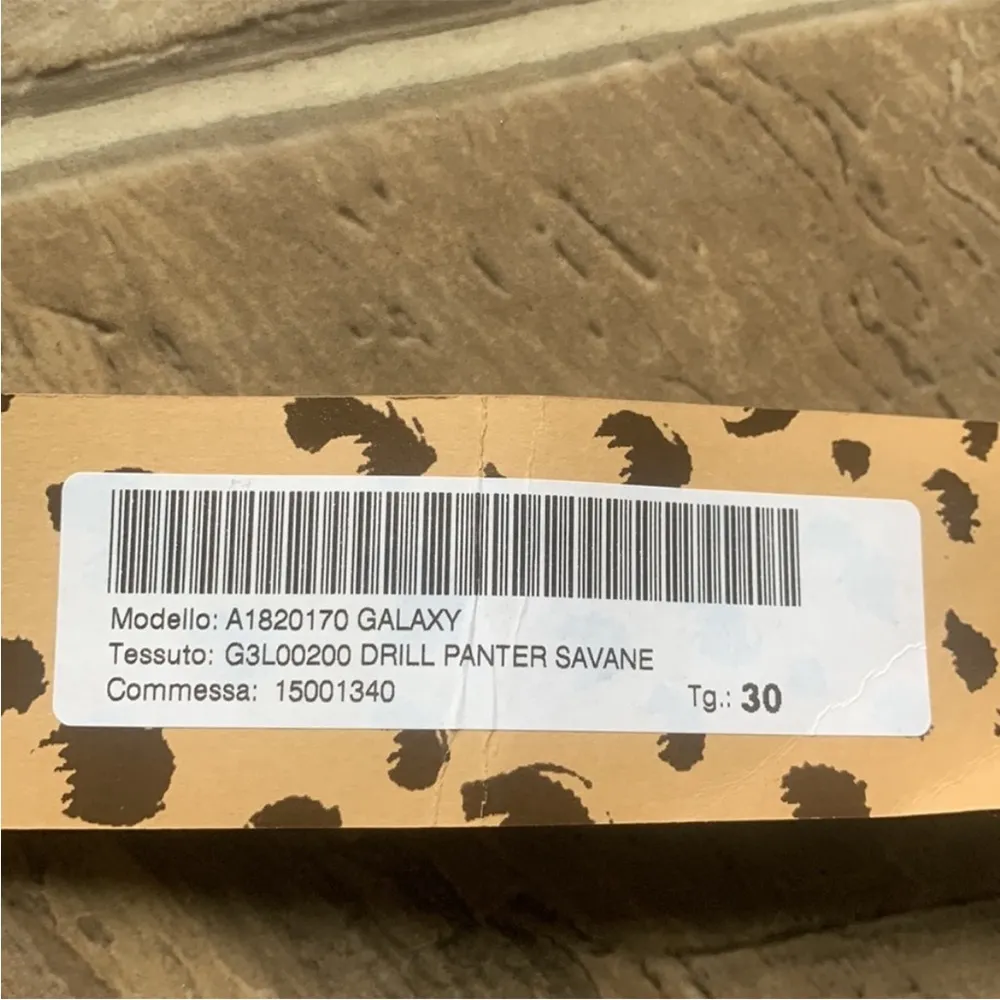 Modello: A1820170 GALAXY
Tessuto: G3L00200 DRILL PANTER SAVANE
Commessa: 15001340
Tg.: 30